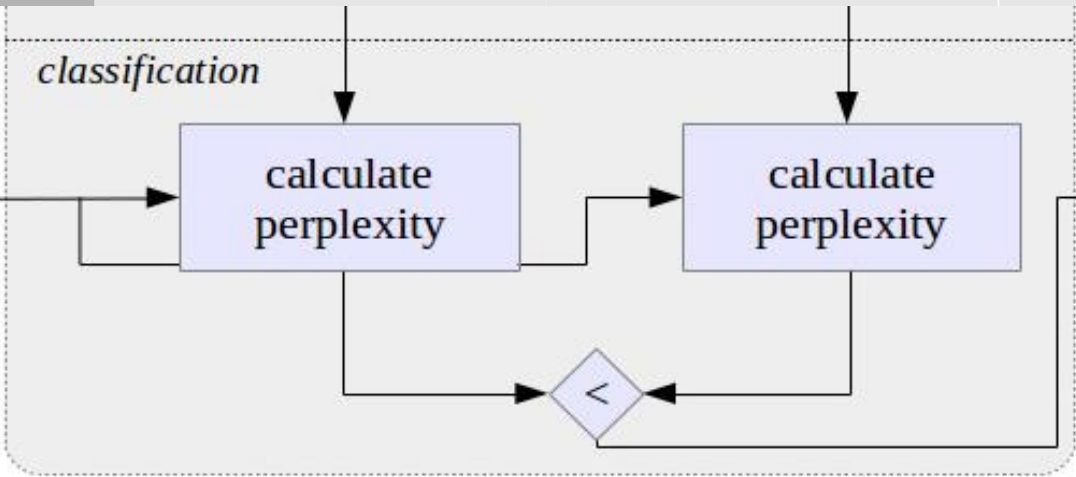 classification
calculate
perplexity
calculate
perplexity
<